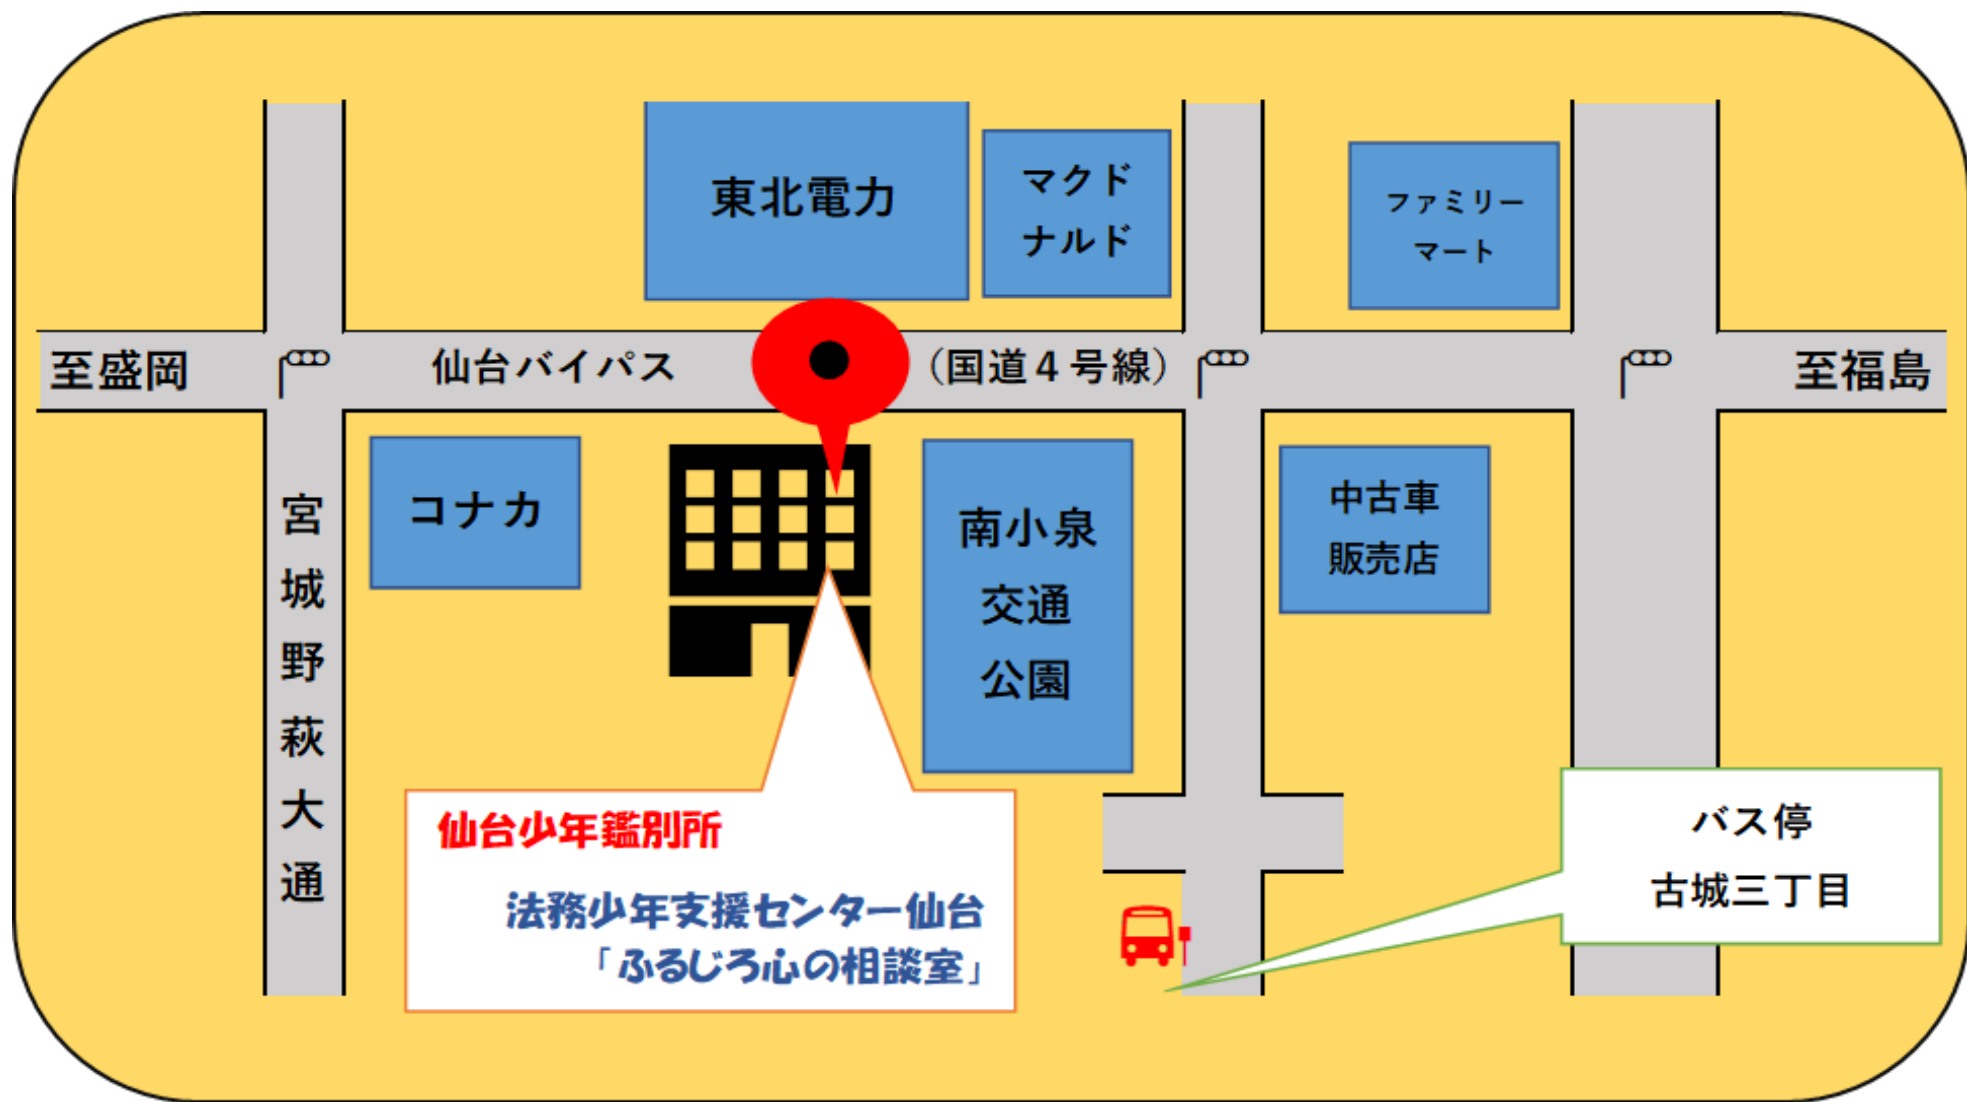 東北電力
マクド
ナルド
ファミリー
マート
至盛岡
仙台バイパス
（国道４号線）
至福島
コナカ
南小泉
交通
公園
中古車
販売店
宮城野萩大通
仙台少年鑑別所
法務少年支援センター仙台
「ふるじろ心の相談室」
バス停
古城三丁目